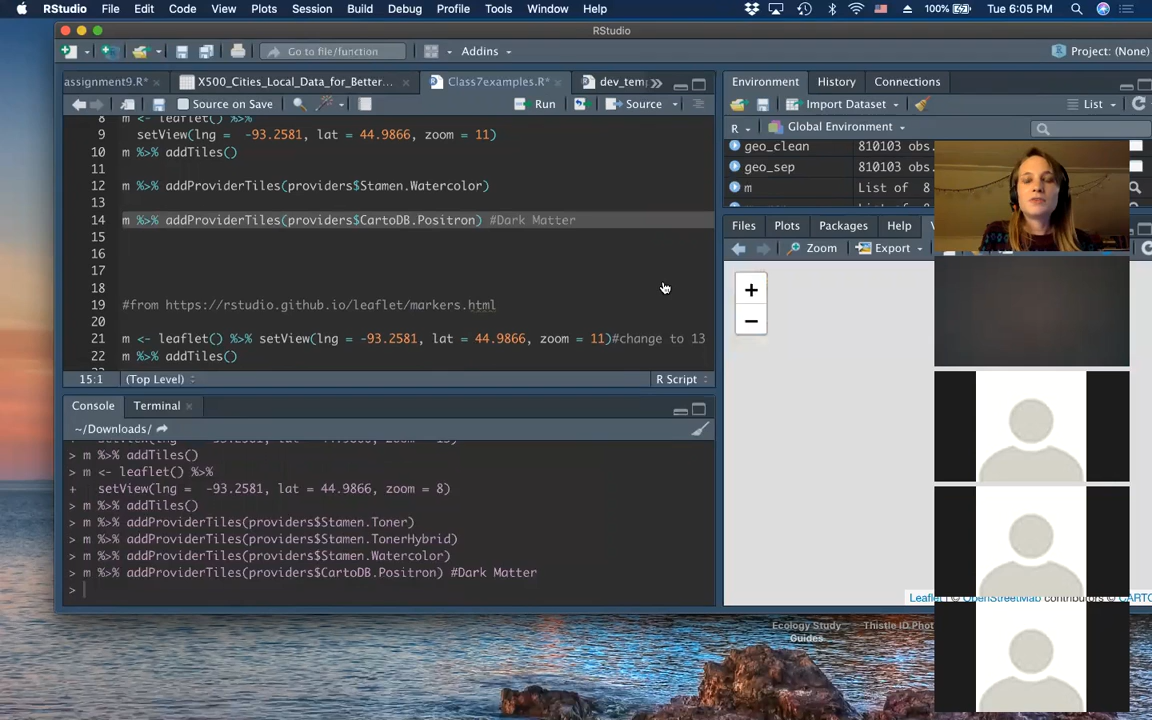 RStudio File Edit Code View Plots Session Build Debug Profile Tools Window Help 100% Tue 6:05 PM
RStudio
Go to file/function Addins Project: (None)
assignment9.R* X500_Cities_Local_Data_for_Better... Class7examples.R* dev_tem
Source on Save Run Source
8 m <- leaflet() %>%
9 setView(lng = -93.2581, lat = 44.9866, zoom = 11)
10 m %>% addTiles()
11
12 m %>% addProviderTiles(providers$Stamen.Watercolor)
13
14 m %>% addProviderTiles(providers$CartoDB.Positron) #Dark Matter
15
16
17
18
19 #from https://rstudio.github.io/leaflet/markers.html
20
21 m <- leaflet() %>% setView(lng = -93.2581, lat = 44.9866, zoom = 11)#change to 13
22 m %>% addTiles()
15:1 (Top Level) R Script
Console Terminal
~/Downloads/
> m %>% addTiles()
> m <- leaflet() %>%
+ setView(lng = -93.2581, lat = 44.9866, zoom = 8)
> m %>% addTiles()
> m %>% addProviderTiles(providers$Stamen.Toner)
> m %>% addProviderTiles(providers$Stamen.TonerHybrid)
> m %>% addProviderTiles(providers$Stamen.Watercolor)
> m %>% addProviderTiles(providers$CartoDB.Positron) #Dark Matter
>
Environment History Connections
Import Dataset List
R Global Environment
geo_clean 810103 obs.
geo_sep 810103 obs.
m List of 8
Files Plots Packages Help
Zoom Export
+
−
Leaflet | © OpenStreetMap contributors © CARTO
Ecology Study Guides
Thistle ID Phot